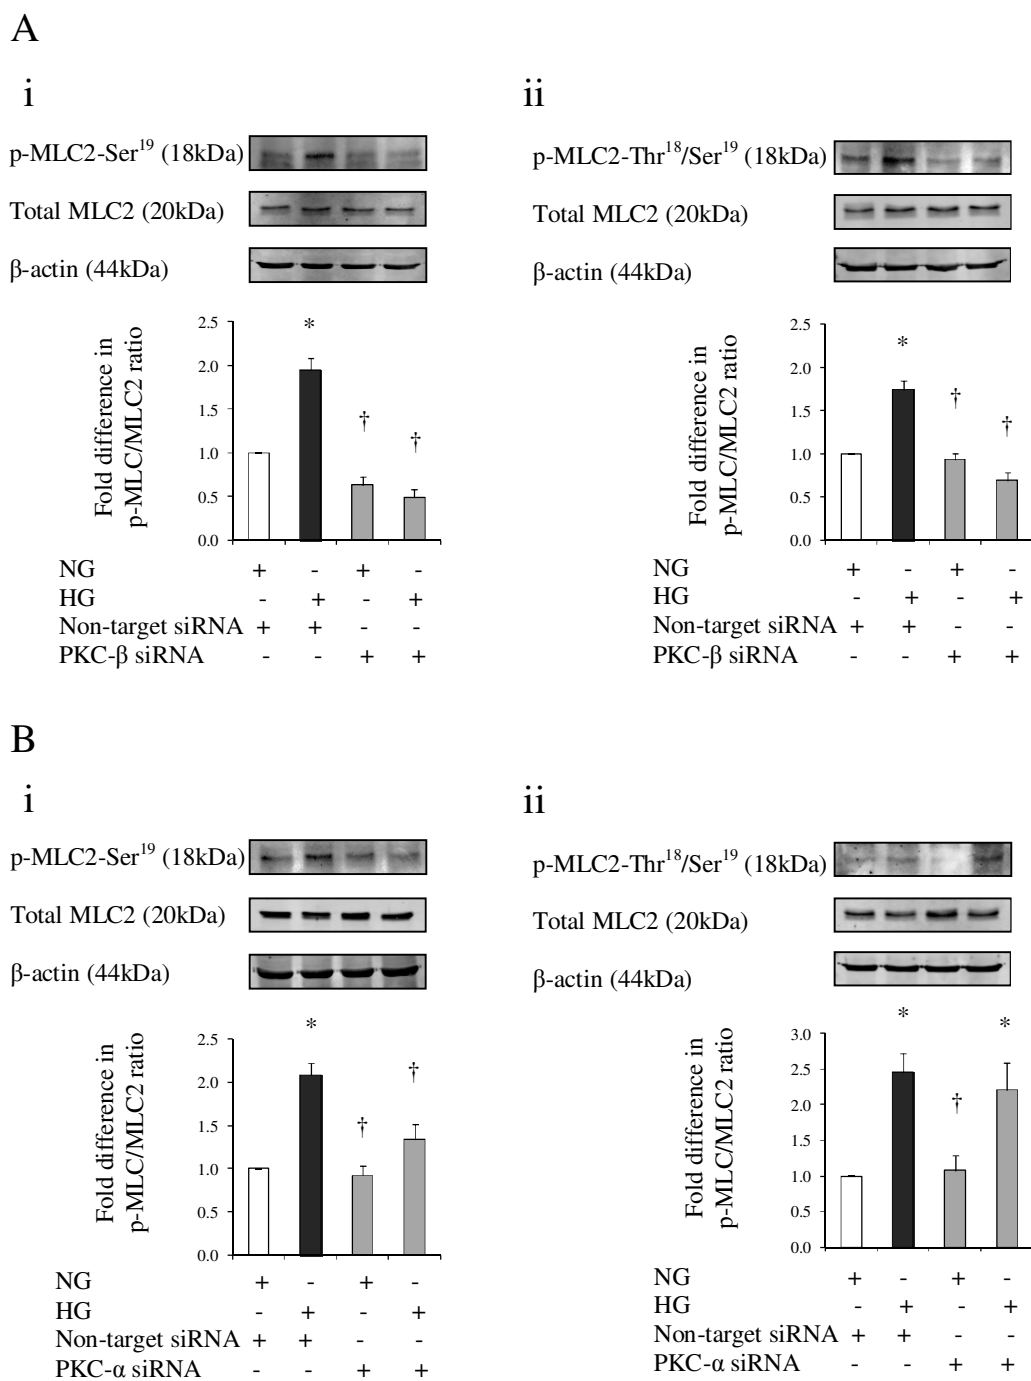 A
i
p-MLC2-Ser19 (18kDa)
Total MLC2 (20kDa)
β-actin (44kDa)
Fold difference in
p-MLC/MLC2 ratio
2.5
2.0
1.5
1.0
0.5
0.0
*
†
†
NG + - + -
HG - + - +
Non-target siRNA + + - -
PKC-β siRNA - - + +
ii
p-MLC2-Thr18/Ser19 (18kDa)
Total MLC2 (20kDa)
β-actin (44kDa)
Fold difference in
p-MLC/MLC2 ratio
2.5
2.0
1.5
1.0
0.5
0.0
*
†
†
NG + - + -
HG - + - +
Non-target siRNA + + - -
PKC-β siRNA - - + +
B
i
p-MLC2-Ser19 (18kDa)
Total MLC2 (20kDa)
β-actin (44kDa)
Fold difference in
p-MLC/MLC2 ratio
2.5
2.0
1.5
1.0
0.5
0.0
*
†
†
NG + - + -
HG - + - +
Non-target siRNA + + - -
PKC-α siRNA - - + +
ii
p-MLC2-Thr18/Ser19 (18kDa)
Total MLC2 (20kDa)
β-actin (44kDa)
Fold difference in
p-MLC/MLC2 ratio
3.0
2.5
2.0
1.5
1.0
0.5
0.0
*
†
*
NG + - + -
HG - + - +
Non-target siRNA + + - -
PKC-α siRNA - - + +